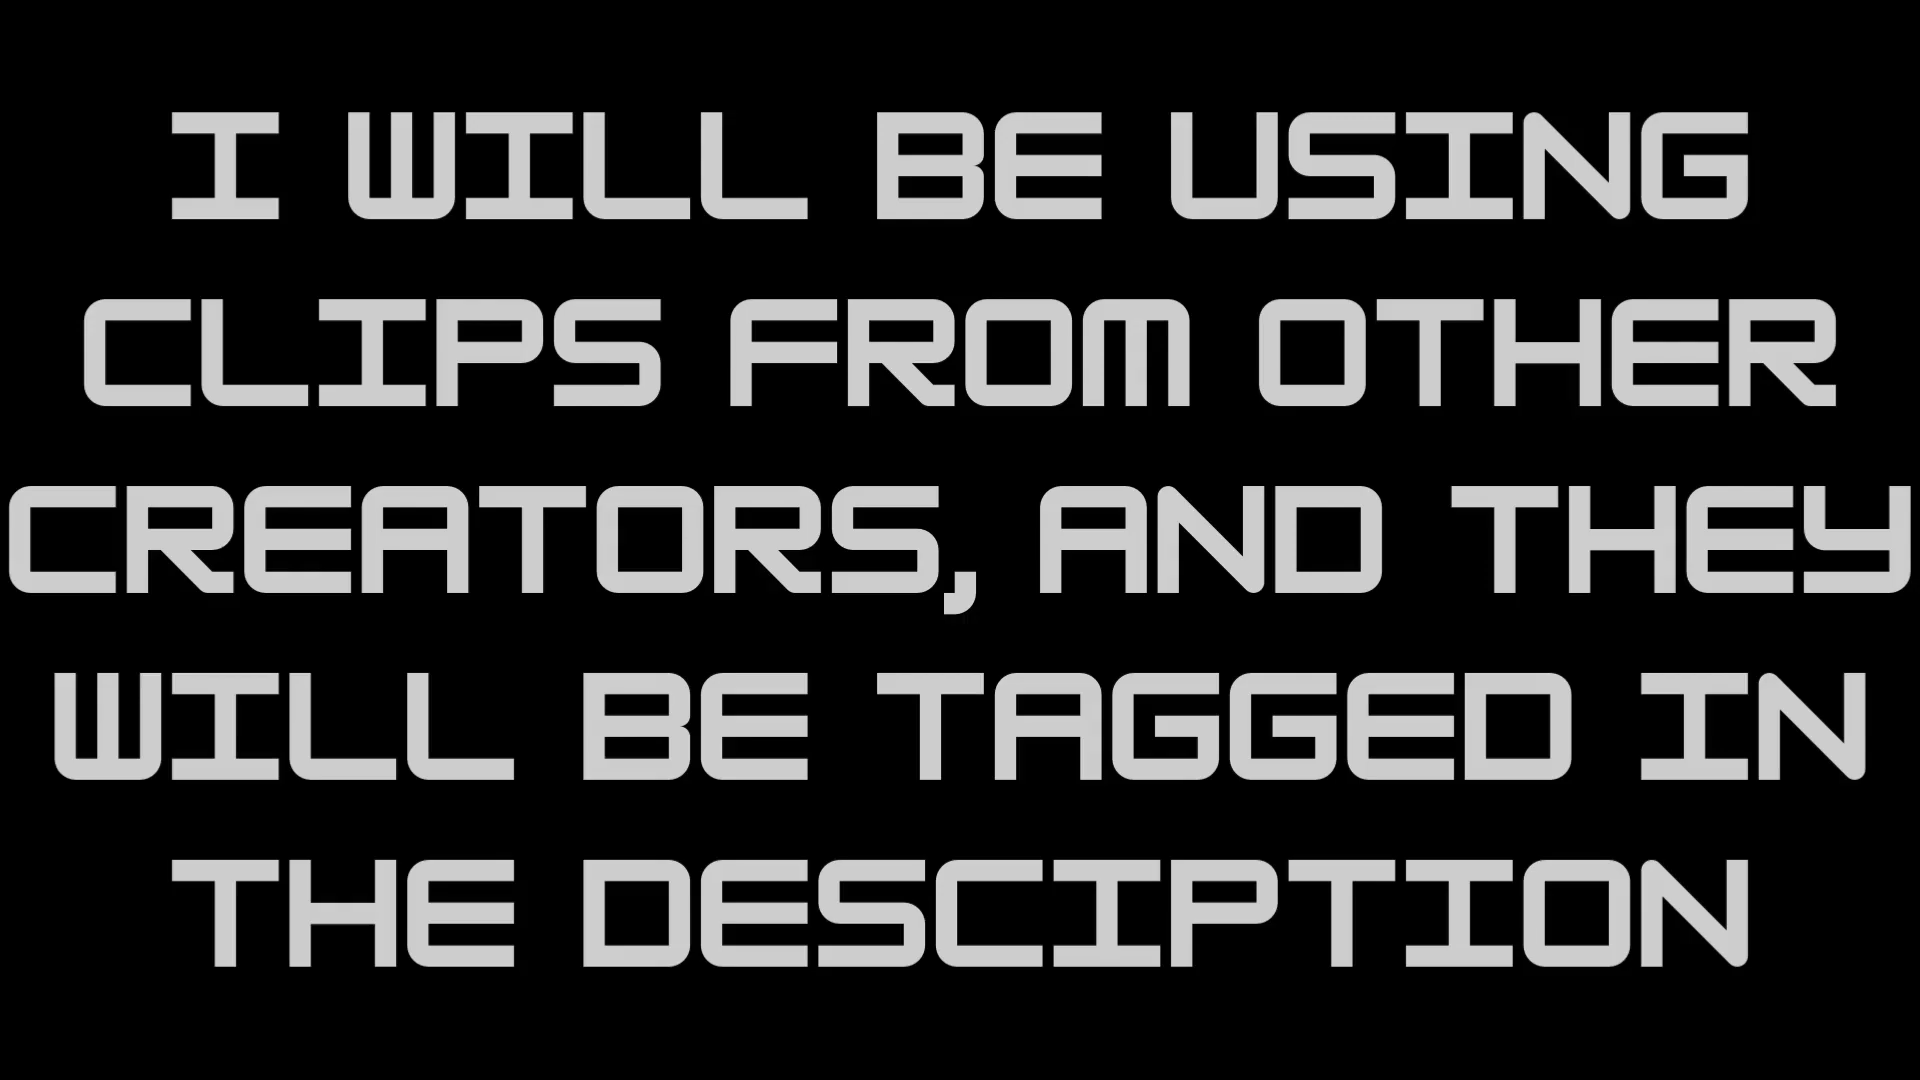 I WILL BE USING
CLIPS FROM OTHER
CREATORS, AND THEY
WILL BE TAGGED IN
THE DESCIPTION